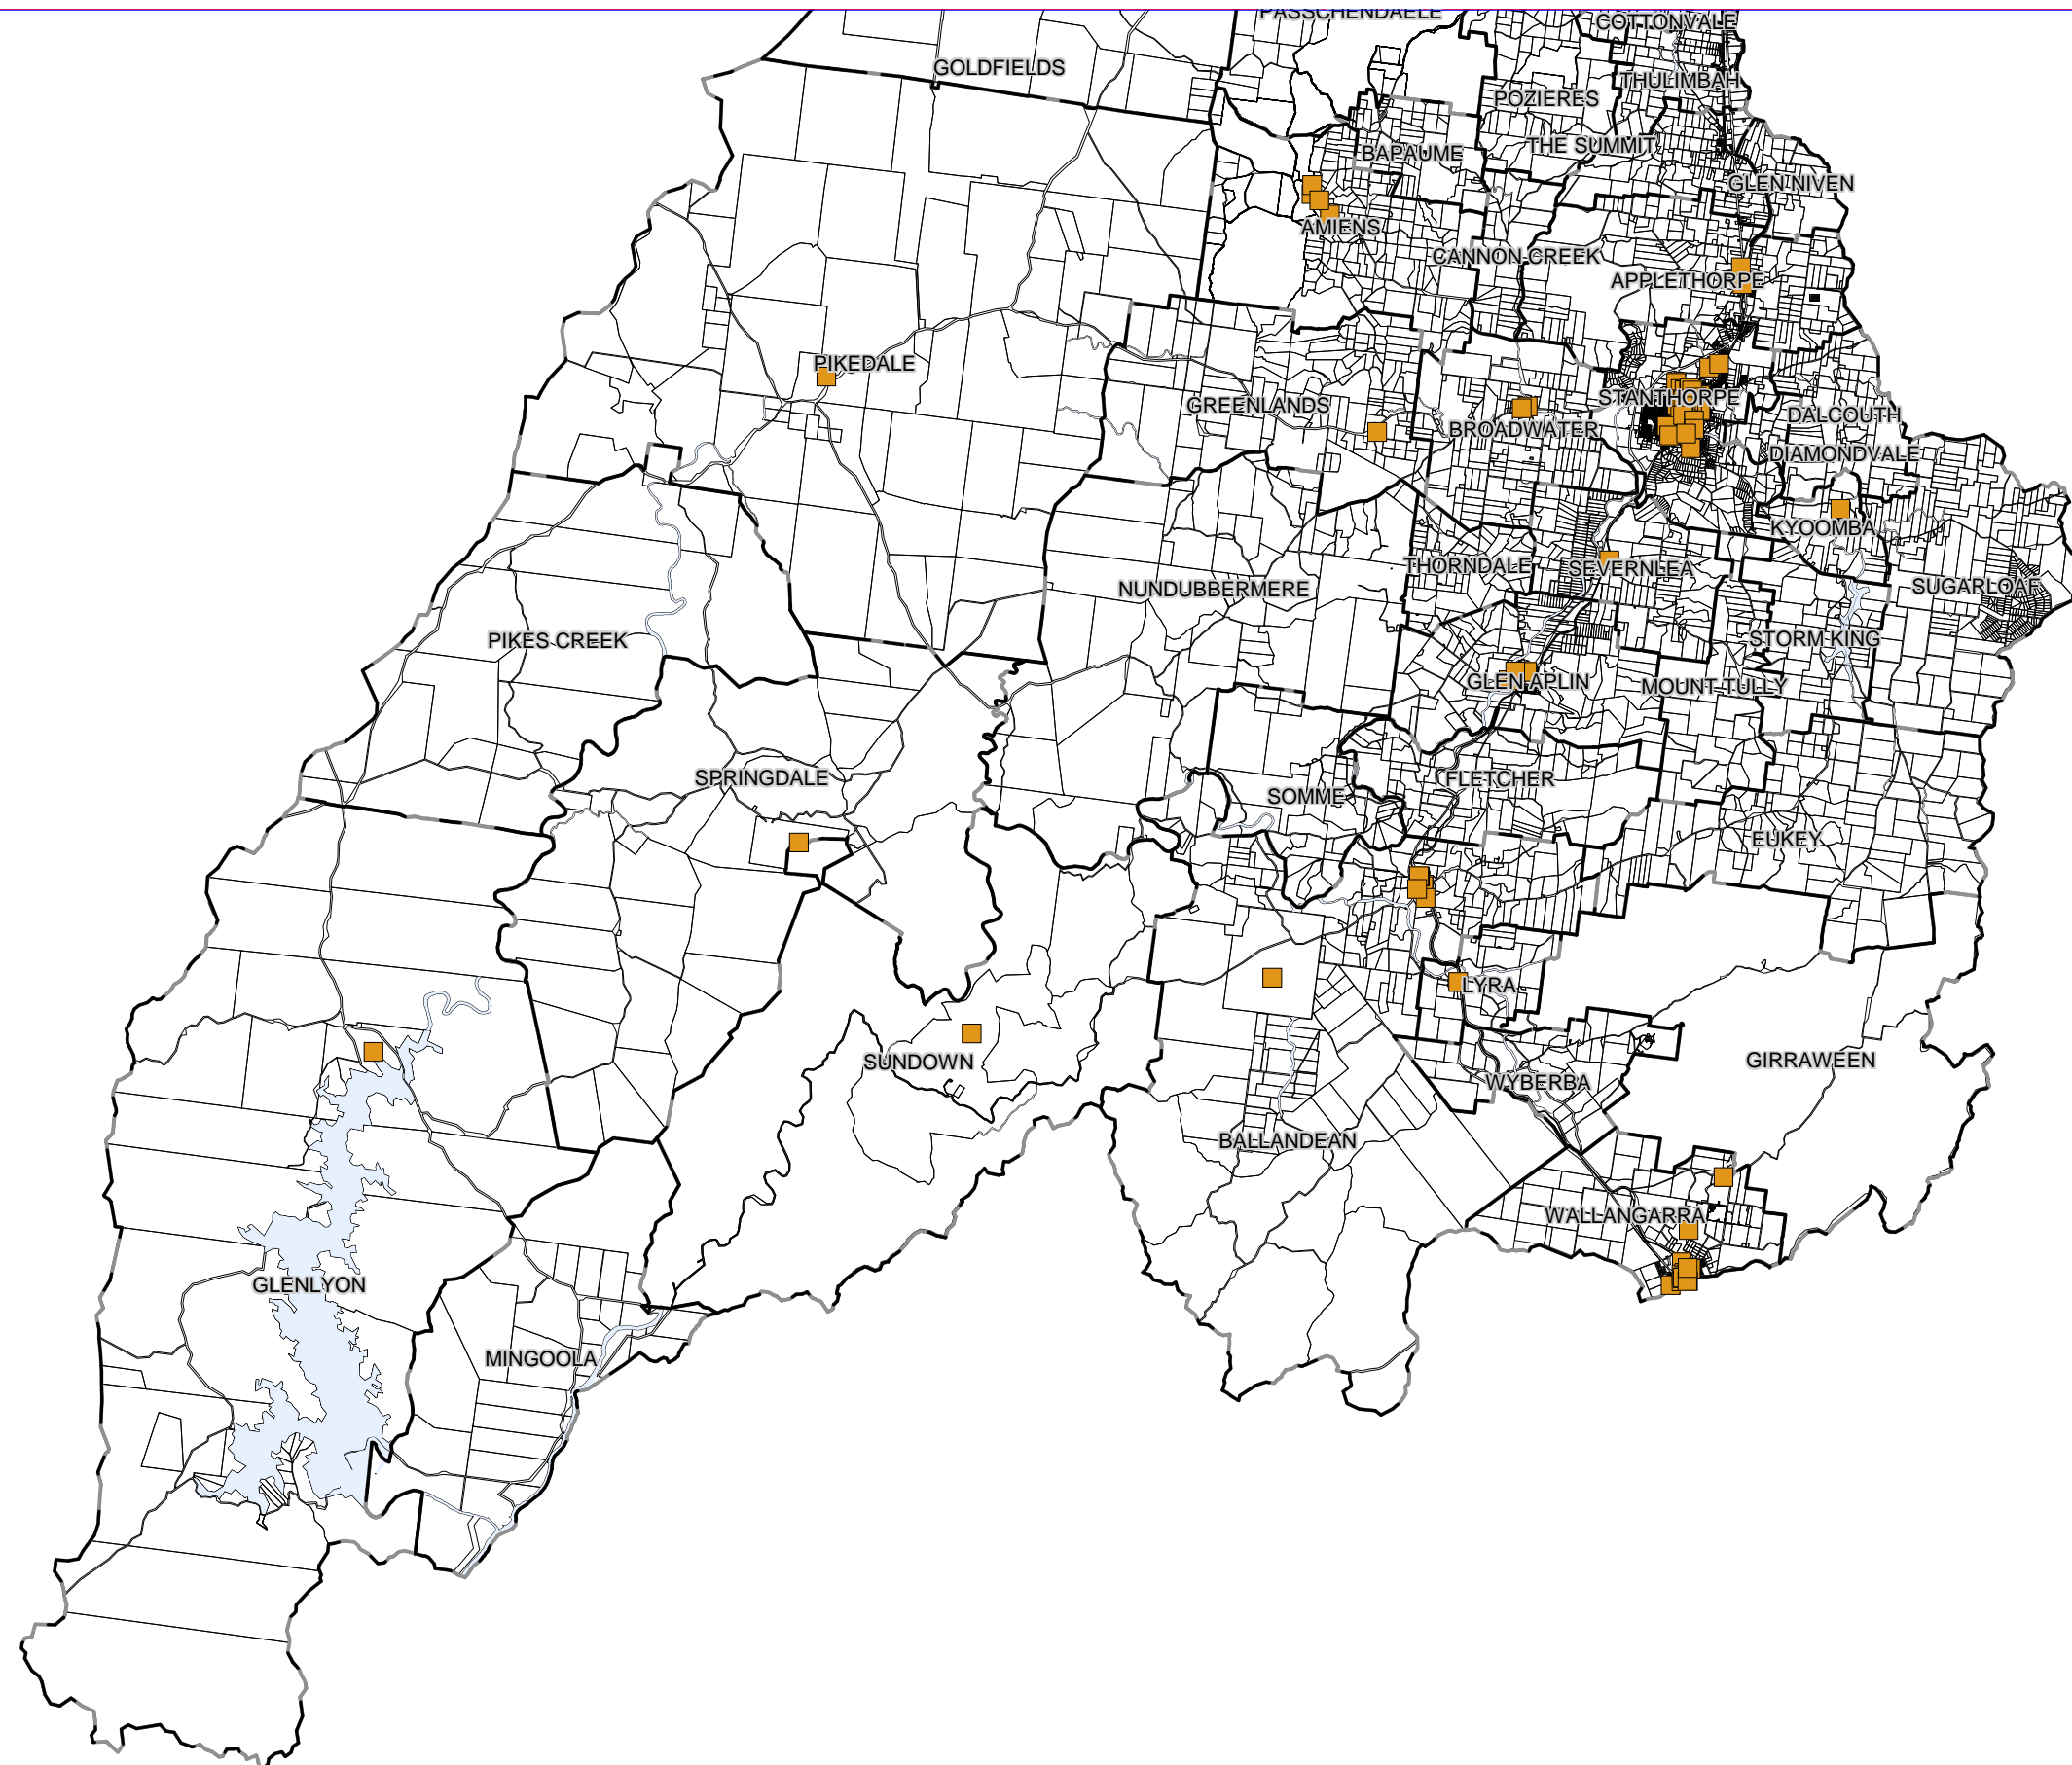 PASSCHENDAELE
COTTONVALE
GOLDFIELDS
THULIMBAH
POZIERES
THE SUMMIT
BAPAUME
GLEN NIVEN
AMIENS
CANNON CREEK
APPLETHORPE
PIKEDALE
STANTHORPE
GREENLANDS
DALCOUTH
BROADWATER
DIAMONDVALE
KYOOMBA
THORNDALE
SEVERNLEA
NUNDUBBERMERE
SUGARLOAF
PIKES CREEK
STORM KING
GLEN APLIN
MOUNT TULLY
SPRINGDALE
FLETCHER
SOMME
EUKEY
LYRA
SUNDOWN
GIRRAWEEN
WYBERBA
BALLANDEAN
WALLANGARRA
GLENLYON
MINGOOLA